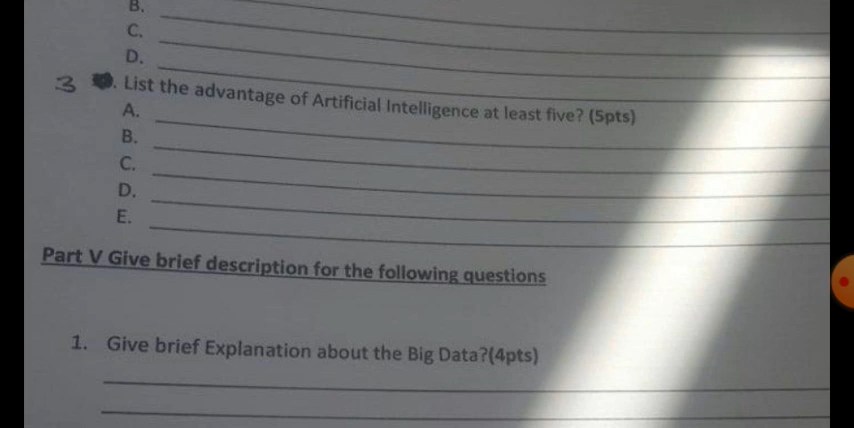 B.
C.
D.
3 . List the advantage of Artificial Intelligence at least five? (5pts)
A.
B.
C.
D.
E.
Part V Give brief description for the following questions
1. Give brief Explanation about the Big Data?(4pts)